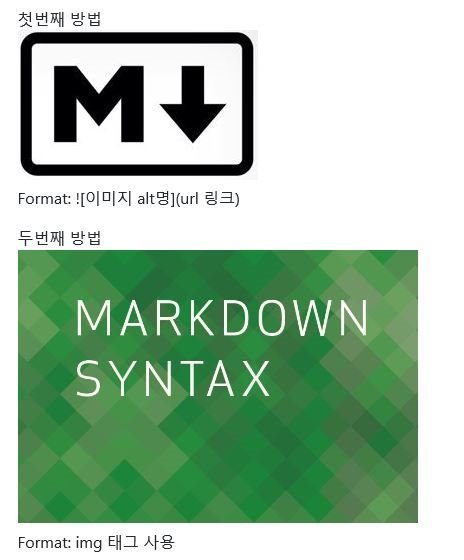 첫번째 방법
M
Format: ![이미지 alt명](url 링크)
두번째 방법
MARKDOWN
SYNTAX
Format: img 태그 사용